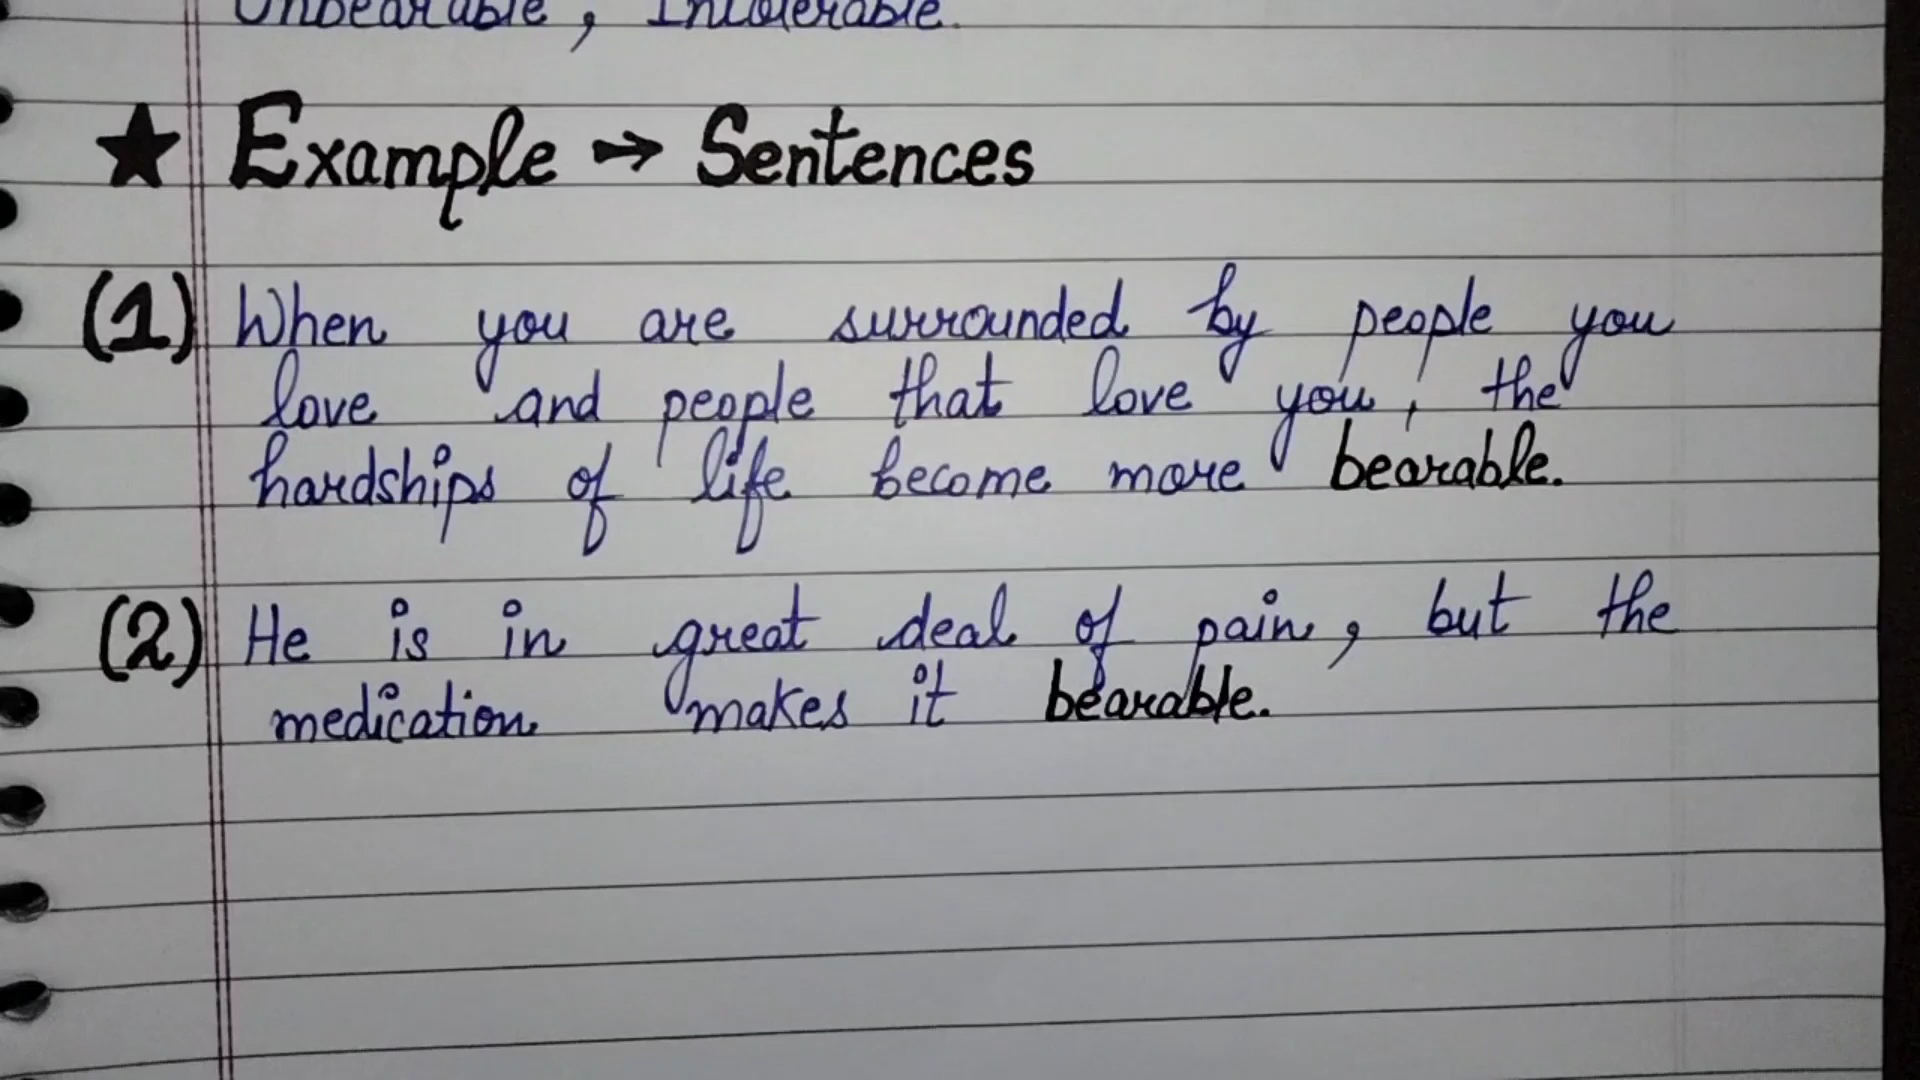 Unbearable, Intolerable.
★ Example → Sentences
(1) When you are surrounded by people you
love and people that love you, the
hardships of life become more bearable.
(2) He is in great deal of pain, but the
medication makes it bearable.